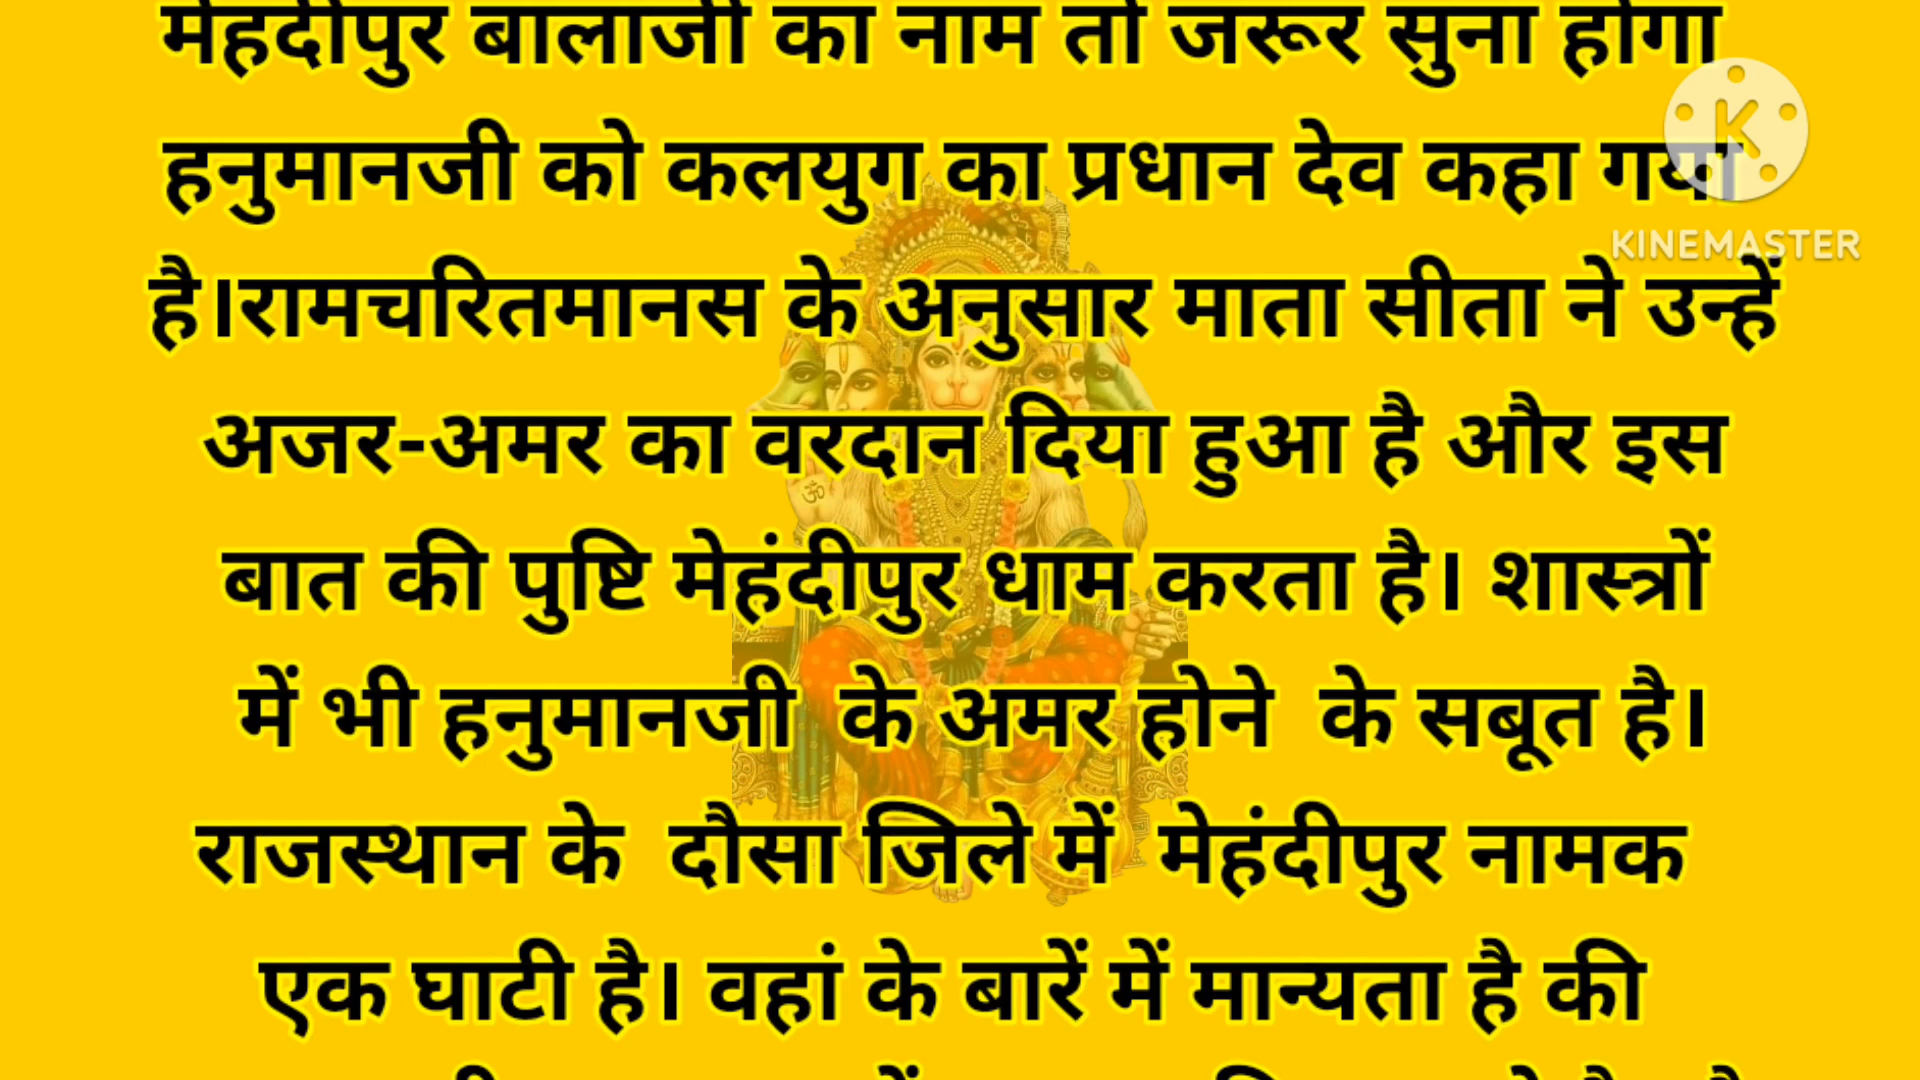 मेहंदीपुर बालाजी का नाम तो जरूर सुना होगा
हनुमानजी को कलयुग का प्रधान देव कहा गया
है।रामचरितमानस के अनुसार माता सीता ने उन्हें
अजर-अमर का वरदान दिया हुआ है और इस
बात की पुष्टि मेहंदीपुर धाम करता है। शास्त्रों
में भी हनुमानजी के अमर होने के सबूत है।
राजस्थान के दौसा जिले में मेहंदीपुर नामक
एक घाटी है। वहां के बारें में मान्यता है की
K
KINEMASTER